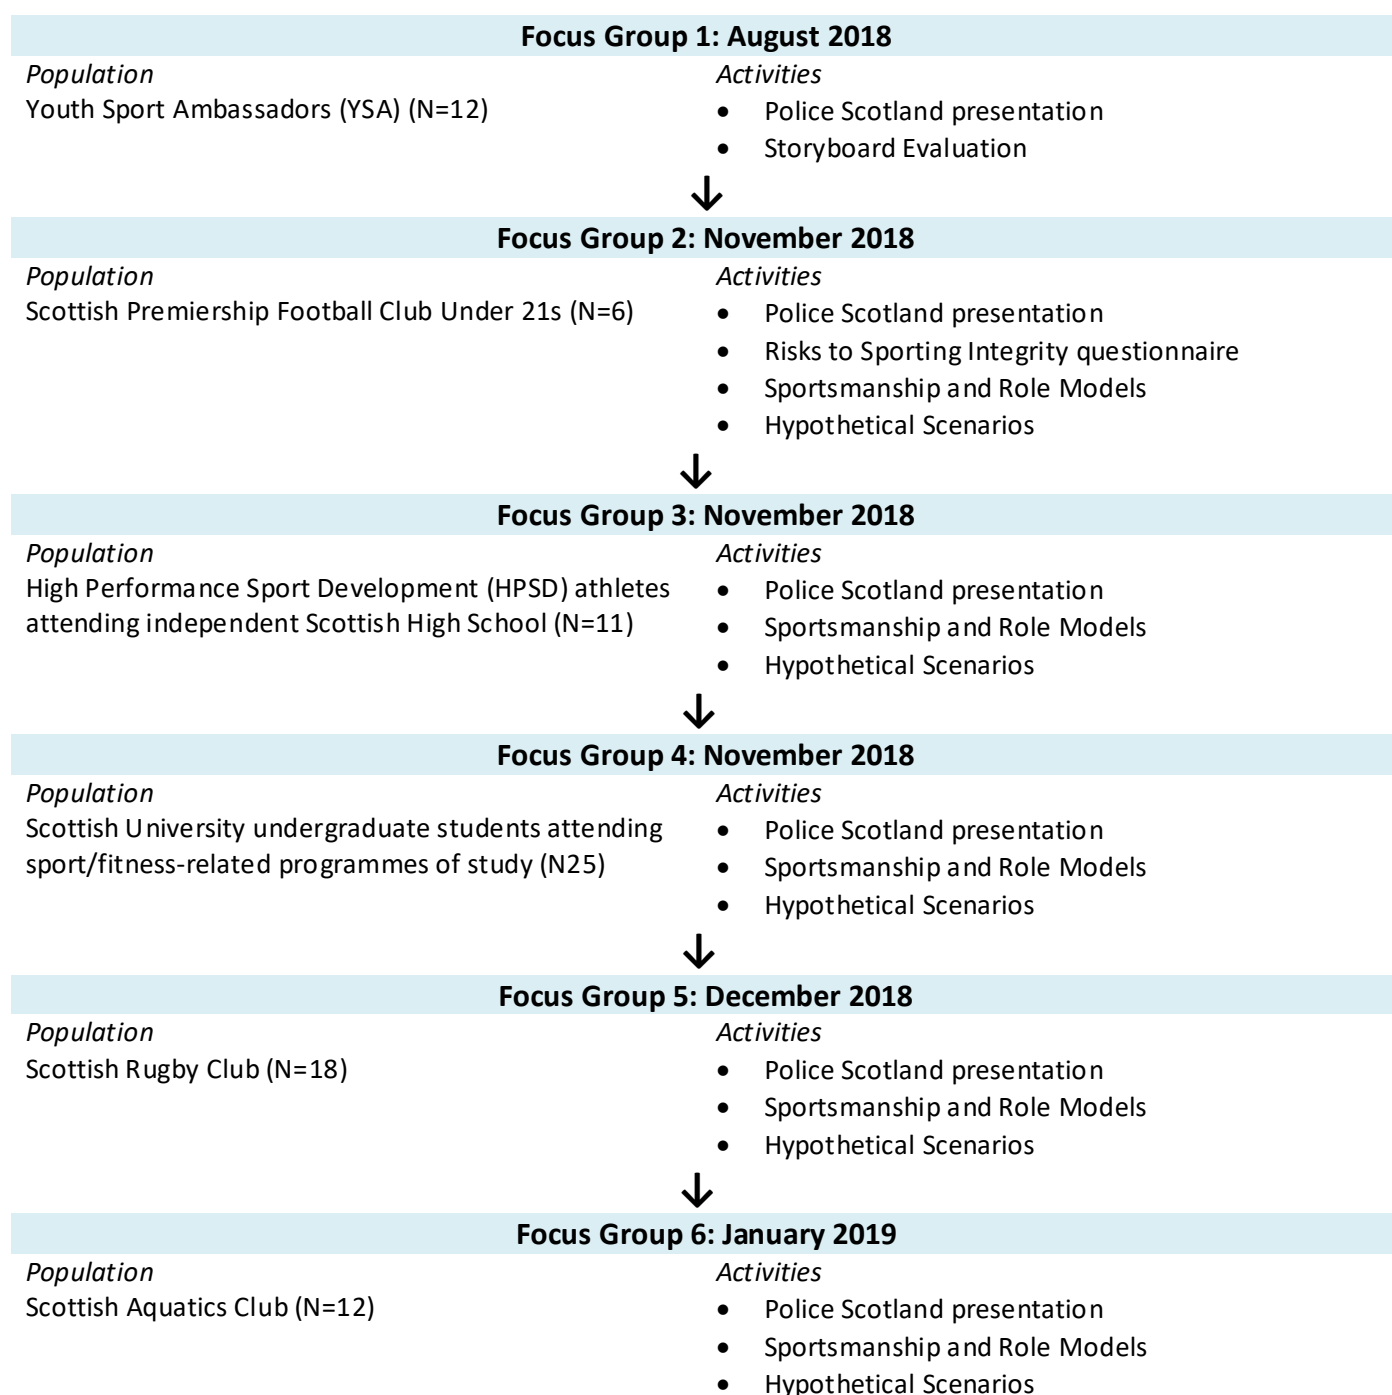 Focus Group 1: August 2018
Population
Youth Sport Ambassadors (YSA) (N=12)
Activities
• Police Scotland presentation
• Storyboard Evaluation
Focus Group 2: November 2018
Population
Scottish Premiership Football Club Under 21s (N=6)
Activities
• Police Scotland presentation
• Risks to Sporting Integrity questionnaire
• Sportsmanship and Role Models
• Hypothetical Scenarios
Focus Group 3: November 2018
Population
High Performance Sport Development (HPSD) athletes
attending independent Scottish High School (N=11)
Activities
• Police Scotland presentation
• Sportsmanship and Role Models
• Hypothetical Scenarios
Focus Group 4: November 2018
Population
Scottish University undergraduate students attending
sport/fitness-related programmes of study (N25)
Activities
• Police Scotland presentation
• Sportsmanship and Role Models
• Hypothetical Scenarios
Focus Group 5: December 2018
Population
Scottish Rugby Club (N=18)
Activities
• Police Scotland presentation
• Sportsmanship and Role Models
• Hypothetical Scenarios
Focus Group 6: January 2019
Population
Scottish Aquatics Club (N=12)
Activities
• Police Scotland presentation
• Sportsmanship and Role Models
• Hypothetical Scenarios